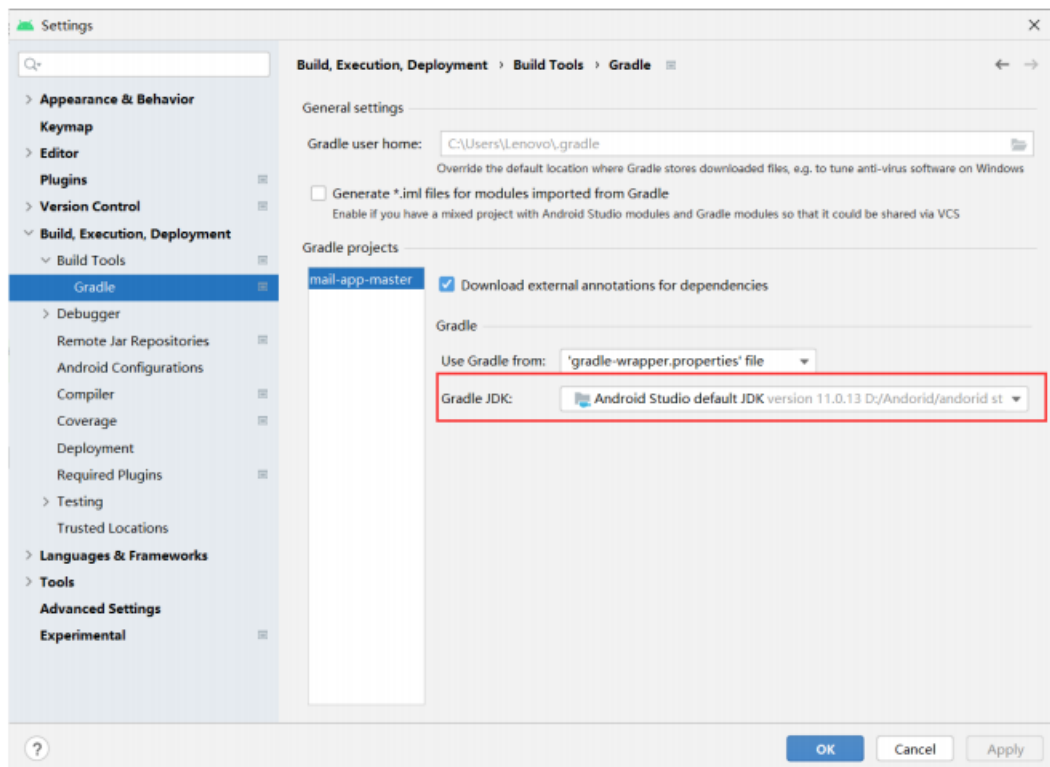 Settings
Build, Execution, Deployment › Build Tools › Gradle
Appearance & Behavior
Keymap
Editor
Plugins
Version Control
Build, Execution, Deployment
Build Tools
Gradle
Debugger
Remote Jar Repositories
Android Configurations
Compiler
Coverage
Deployment
Required Plugins
Testing
Trusted Locations
Languages & Frameworks
Tools
Advanced Settings
Experimental
General settings
Gradle user home: C:\Users\Lenovo\.gradle
Override the default location where Gradle stores downloaded files, e.g. to tune anti-virus software on Windows
Generate *.iml files for modules imported from Gradle
Enable if you have a mixed project with Android Studio modules and Gradle modules so that it could be shared via VCS
Gradle projects
mail-app-master
Download external annotations for dependencies
Gradle
Use Gradle from: 'gradle-wrapper.properties' file
Gradle JDK: Android Studio default JDK version 11.0.13 D:/Andorid/andorid st
?
OK Cancel Apply